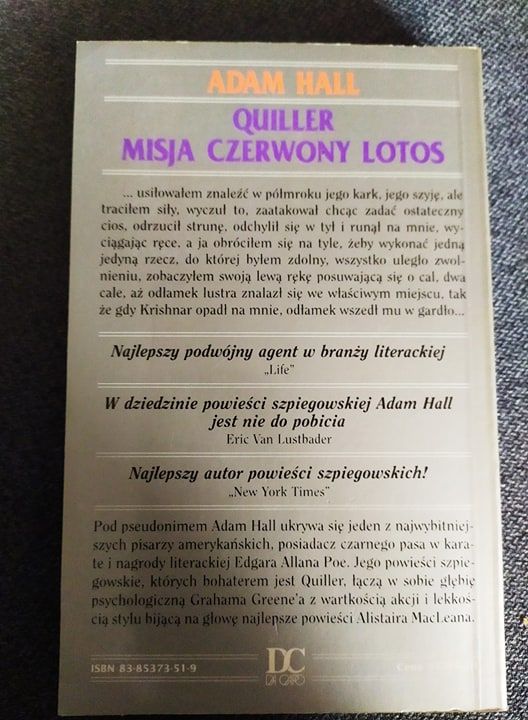 ADAM HALL
QUILLER
MISJA CZERWONY LOTOS
... usiłowałem znaleźć w półmroku jego kark, jego szyję, ale
traciłem siły, wyczuł to, zaatakował chcąc zadać ostateczny
cios, odrzucił strunę, odchylił się w tył i runął na mnie, wy-
ciągając ręce, a ja obróciłem się na tyle, żeby wykonać jedną
jedyną rzecz, do której byłem zdolny, wszystko uległo zwol-
nieniu, zobaczyłem swoją lewą rękę posuwającą się o cal, dwa
cale, aż odłamek lustra znalazł się we właściwym miejscu, tak
że gdy Krishnar opadł na mnie, odłamek wszedł mu w gardło...
Najlepszy podwójny agent w branży literackiej
„Life”
W dziedzinie powieści szpiegowskiej Adam Hall
jest nie do pobicia
Eric Van Lustbader
Najlepszy autor powieści szpiegowskich!
„New York Times”
Pod pseudonimem Adam Hall ukrywa się jeden z najwybitniej-
szych pisarzy amerykańskich, posiadacz czarnego pasa w kara-
te i nagrody literackiej Edgara Allana Poe. Jego powieści szpie-
gowskie, których bohaterem jest Quiller, łączą w sobie głębię
psychologiczną Grahama Greene'a z wartkością akcji i lekkoś-
cią stylu bijącą na głowę najlepsze powieści Alistaira MacLeana.
ISBN 83-85373-51-9
DC
DA CAPO
Cena